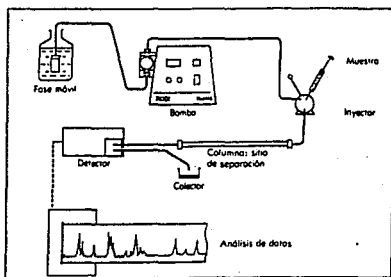 Muestra
Fase móvil
Bomba
Inyector
Columna: sitio
de separación
Detector
Colector
Análisis de datos